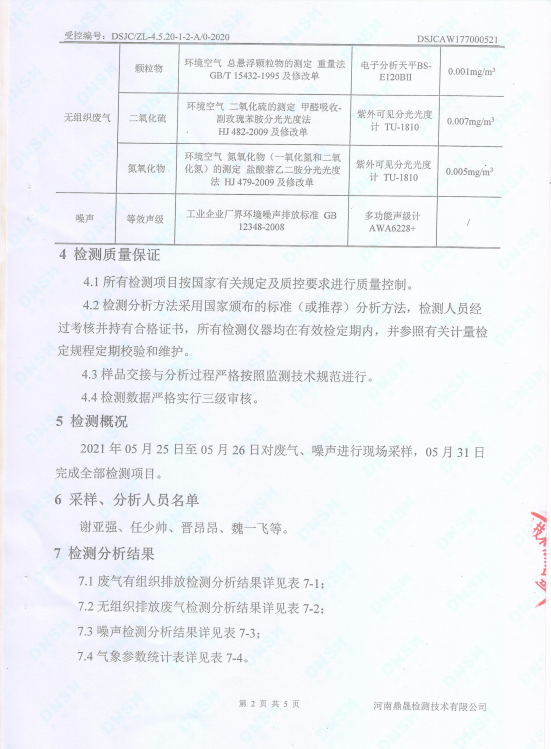 受控编号：DSJC/ZL-4.5.20-1-2-A/0-2020
DSJCAW177000521
无组织废气
颗粒物
环境空气 总悬浮颗粒物的测定 重量法
GB/T 15432-1995 及修改单
电子分析天平BS-
E120BII
0.001mg/m³
二氧化硫
环境空气 二氧化硫的测定 甲醛吸收-
副玫瑰苯胺分光光度法
HJ 482-2009 及修改单
紫外可见分光光度
计 TU-1810
0.007mg/m³
氮氧化物
环境空气 氮氧化物（一氧化氮和二氧
化氮）的测定 盐酸萘乙二胺分光光度
法 HJ 479-2009 及修改单
紫外可见分光光度
计 TU-1810
0.005mg/m³
噪声
等效声级
工业企业厂界环境噪声排放标准 GB
12348-2008
多功能声级计
AWA6228+
/
4 检测质量保证
4.1 所有检测项目按国家有关规定及质控要求进行质量控制。
4.2 检测分析方法采用国家颁布的标准（或推荐）分析方法，检测人员经
过考核并持有合格证书，所有检测仪器均在有效检定期内，并参照有关计量检
定规程定期校验和维护。
4.3 样品交接与分析过程严格按照监测技术规范进行。
4.4 检测数据严格实行三级审核。
5 检测概况
2021 年 05 月 25 日至 05 月 26 日对废气、噪声进行现场采样，05 月 31 日
完成全部检测项目。
6 采样、分析人员名单
谢亚强、任少帅、晋昂昂、魏一飞等。
7 检测分析结果
7.1 废气有组织排放检测分析结果详见表 7-1；
7.2 无组织排放废气检测分析结果详见表 7-2；
7.3 噪声检测分析结果详见表 7-3；
7.4 气象参数统计表详见表 7-4。
第 2 页 共 5 页
河南鼎晟检测技术有限公司